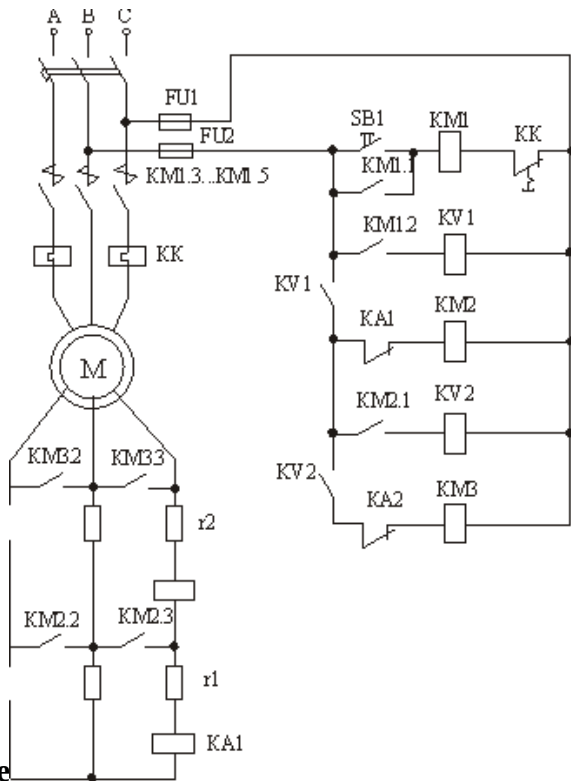 A B C
FU1
SB1
KM1
KK
FU2
KM1.1
KM1.3...KM1.5
KM1.2
KV1
KK
KV1
KA1
KM2
M
KM2.1
KV2
KM3.2
KM3.3
KV2
KA2
KM3
r2
KM2.2
KM2.3
r1
KA1
e